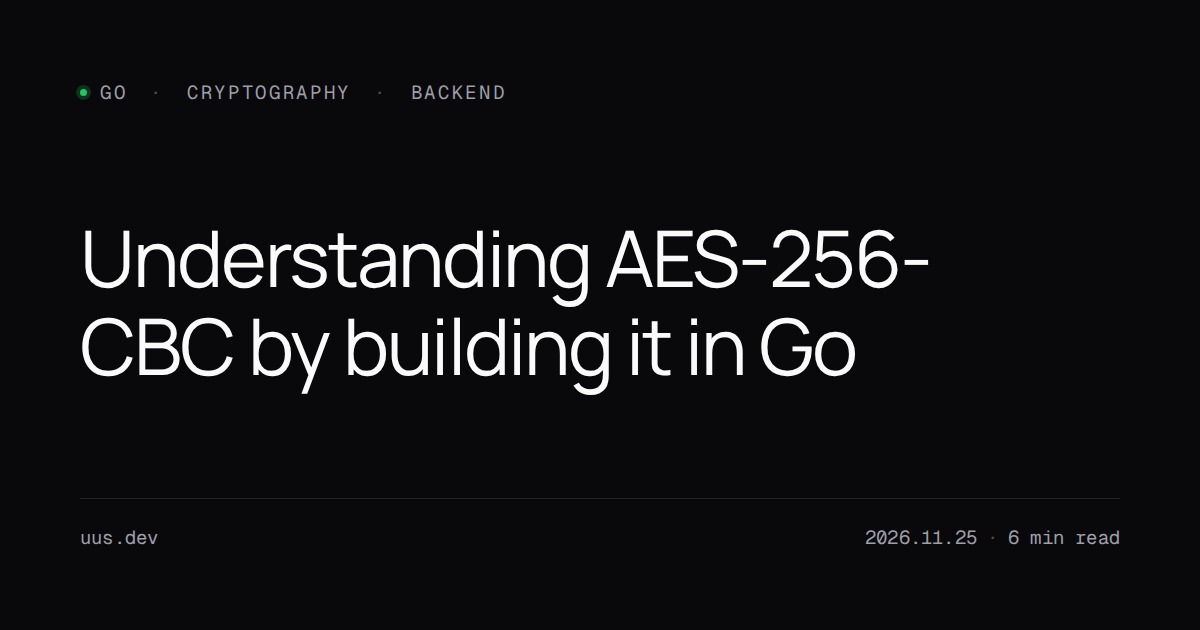 GO · CRYPTOGRAPHY · BACKEND
Understanding AES-256-
CBC by building it in Go
uus.dev
2026.11.25 · 6 min read